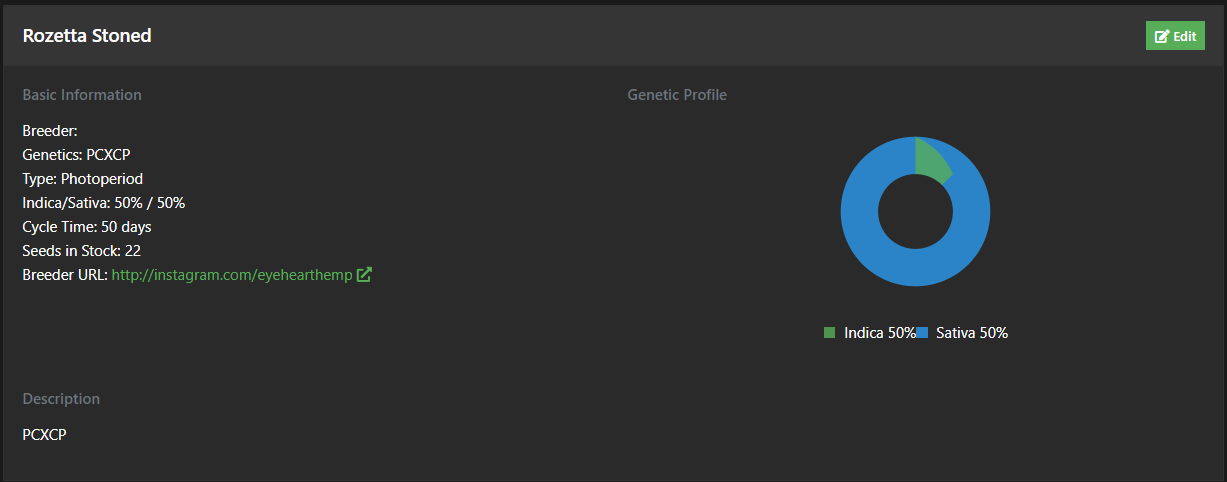 Rozetta Stoned
Edit
Basic Information
Breeder:
Genetics: PCXCP
Type: Photoperiod
Indica/Sativa: 50% / 50%
Cycle Time: 50 days
Seeds in Stock: 22
Breeder URL: http://instagram.com/eyehearthemp
Genetic Profile
Indica 50% Sativa 50%
Description
PCXCP